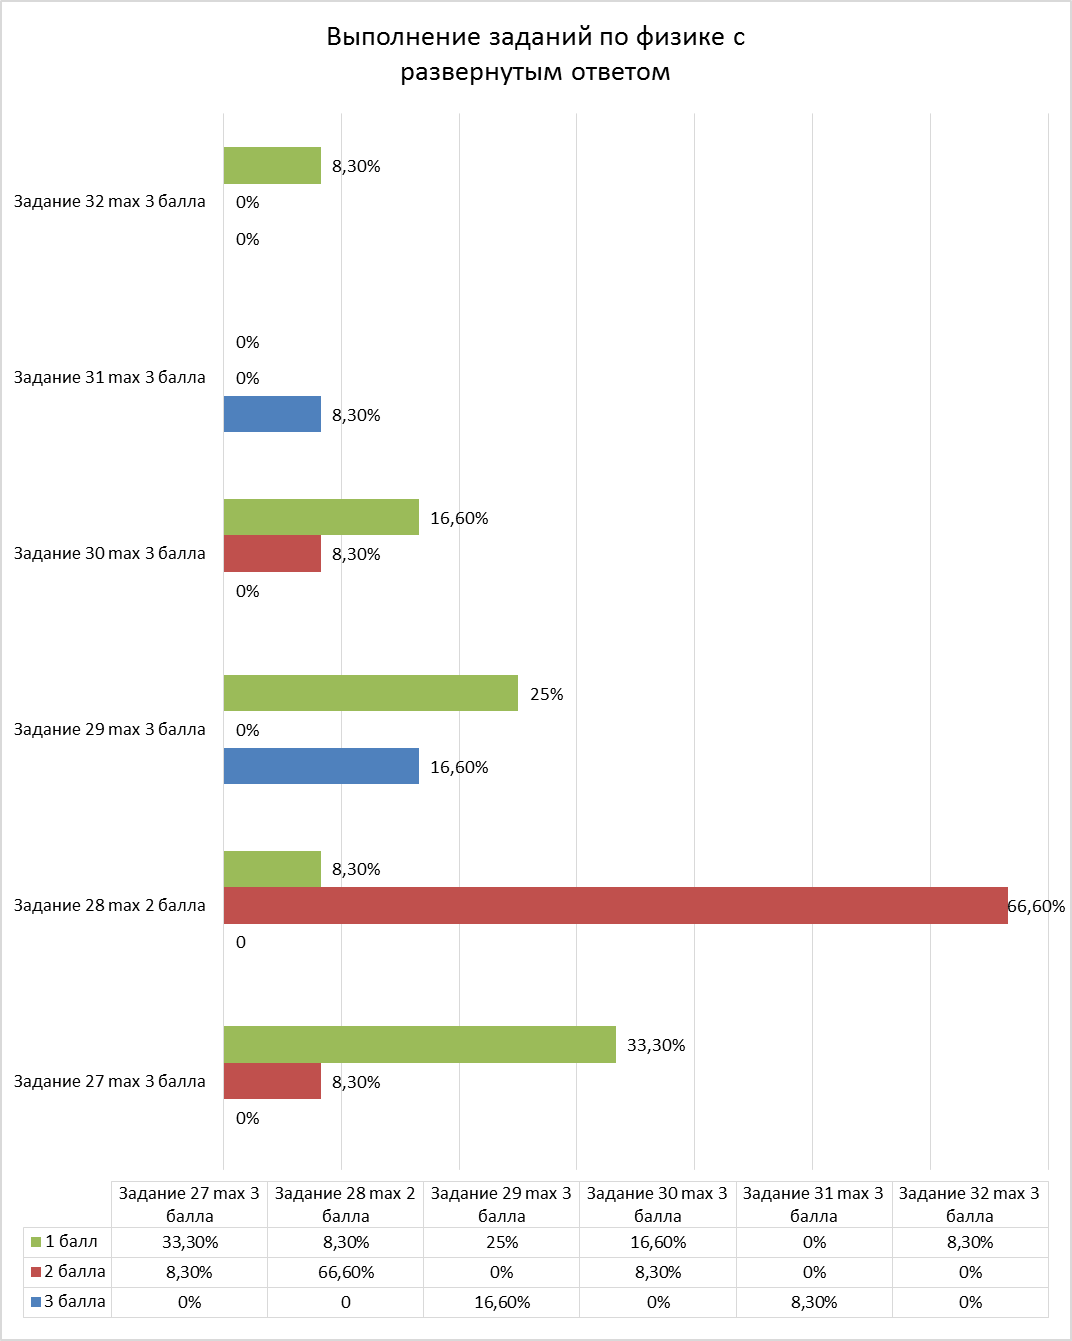 Выполнение заданий по физике с
развернутым ответом
8,30%
Задание 32 max 3 балла
0%
0%
0%
Задание 31 max 3 балла
0%
8,30%
16,60%
Задание 30 max 3 балла
8,30%
0%
25%
Задание 29 max 3 балла
0%
16,60%
8,30%
Задание 28 max 2 балла
66,60%
0
33,30%
Задание 27 max 3 балла
8,30%
0%
Задание 27 max 3 Задание 28 max 2 Задание 29 max 3 Задание 30 max 3 Задание 31 max 3 Задание 32 max 3
балла балла балла балла балла балла
1 балл 33,30% 8,30% 25% 16,60% 0% 8,30%
2 балла 8,30% 66,60% 0% 8,30% 0% 0%
3 балла 0% 0 16,60% 0% 8,30% 0%